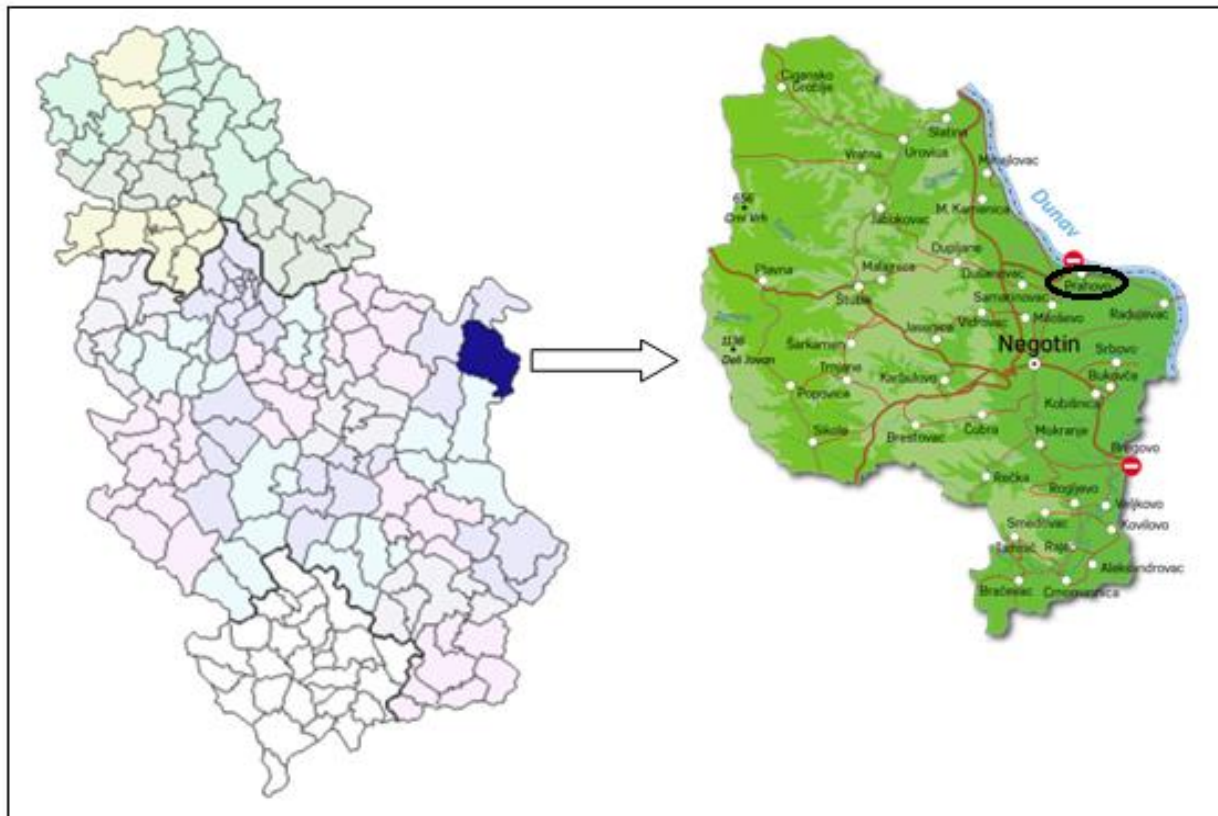 Cigansko
Groblje
Slatina
Urovica
Vratna
Mihajlovac
Dunav
656
Crni Vrh
Jabukovac
M. Kamenica
Dupljane
Plavna
Malajnica
Dušanovac
Prahovo
Štubik
Samarinovac
Radujevac
Jasenica
Vidrovac
Miloševo
1136
Deli Jovan
Šarkamen
Negotin
Srbovo
Trnjane
Karbulovo
Bukovče
Popovica
Kobišnica
Sikole
Brestovac
Čubra
Mokranje
Bregovo
Rečka
Rogljevo
Veljkovo
Smedovac
Kovilovo
Tamnič
Rajac
Aleksandrovac
Braćevac
Crnomasnica